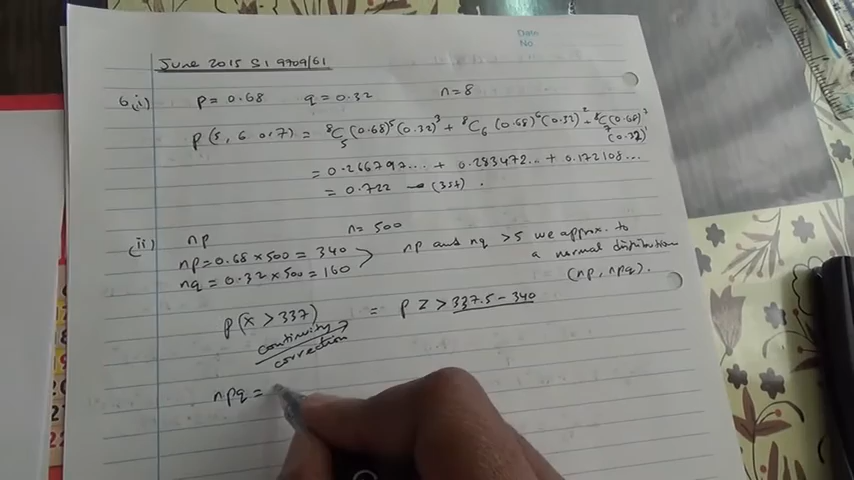 Date
No
June 2015 S1 9709/61
6(i) p = 0.68 q = 0.32 n = 8
p(5, 6 or 7) = ⁸C₅ (0.68)⁵ (0.32)³ + ⁸C₆ (0.68)⁶ (0.32)² + ⁸C₇ (0.68)⁷ (0.32)¹
= 0.266797... + 0.283472... + 0.172108...
= 0.722 → (3sf).
(ii) np n = 500
np = 0.68 × 500 = 340
nq = 0.32 × 500 = 160
np and nq > 5 we approx. to
a normal distribution
(np, npq).
p(X > 337) = p Z > 337.5 - 340
continuity
correction
npq =